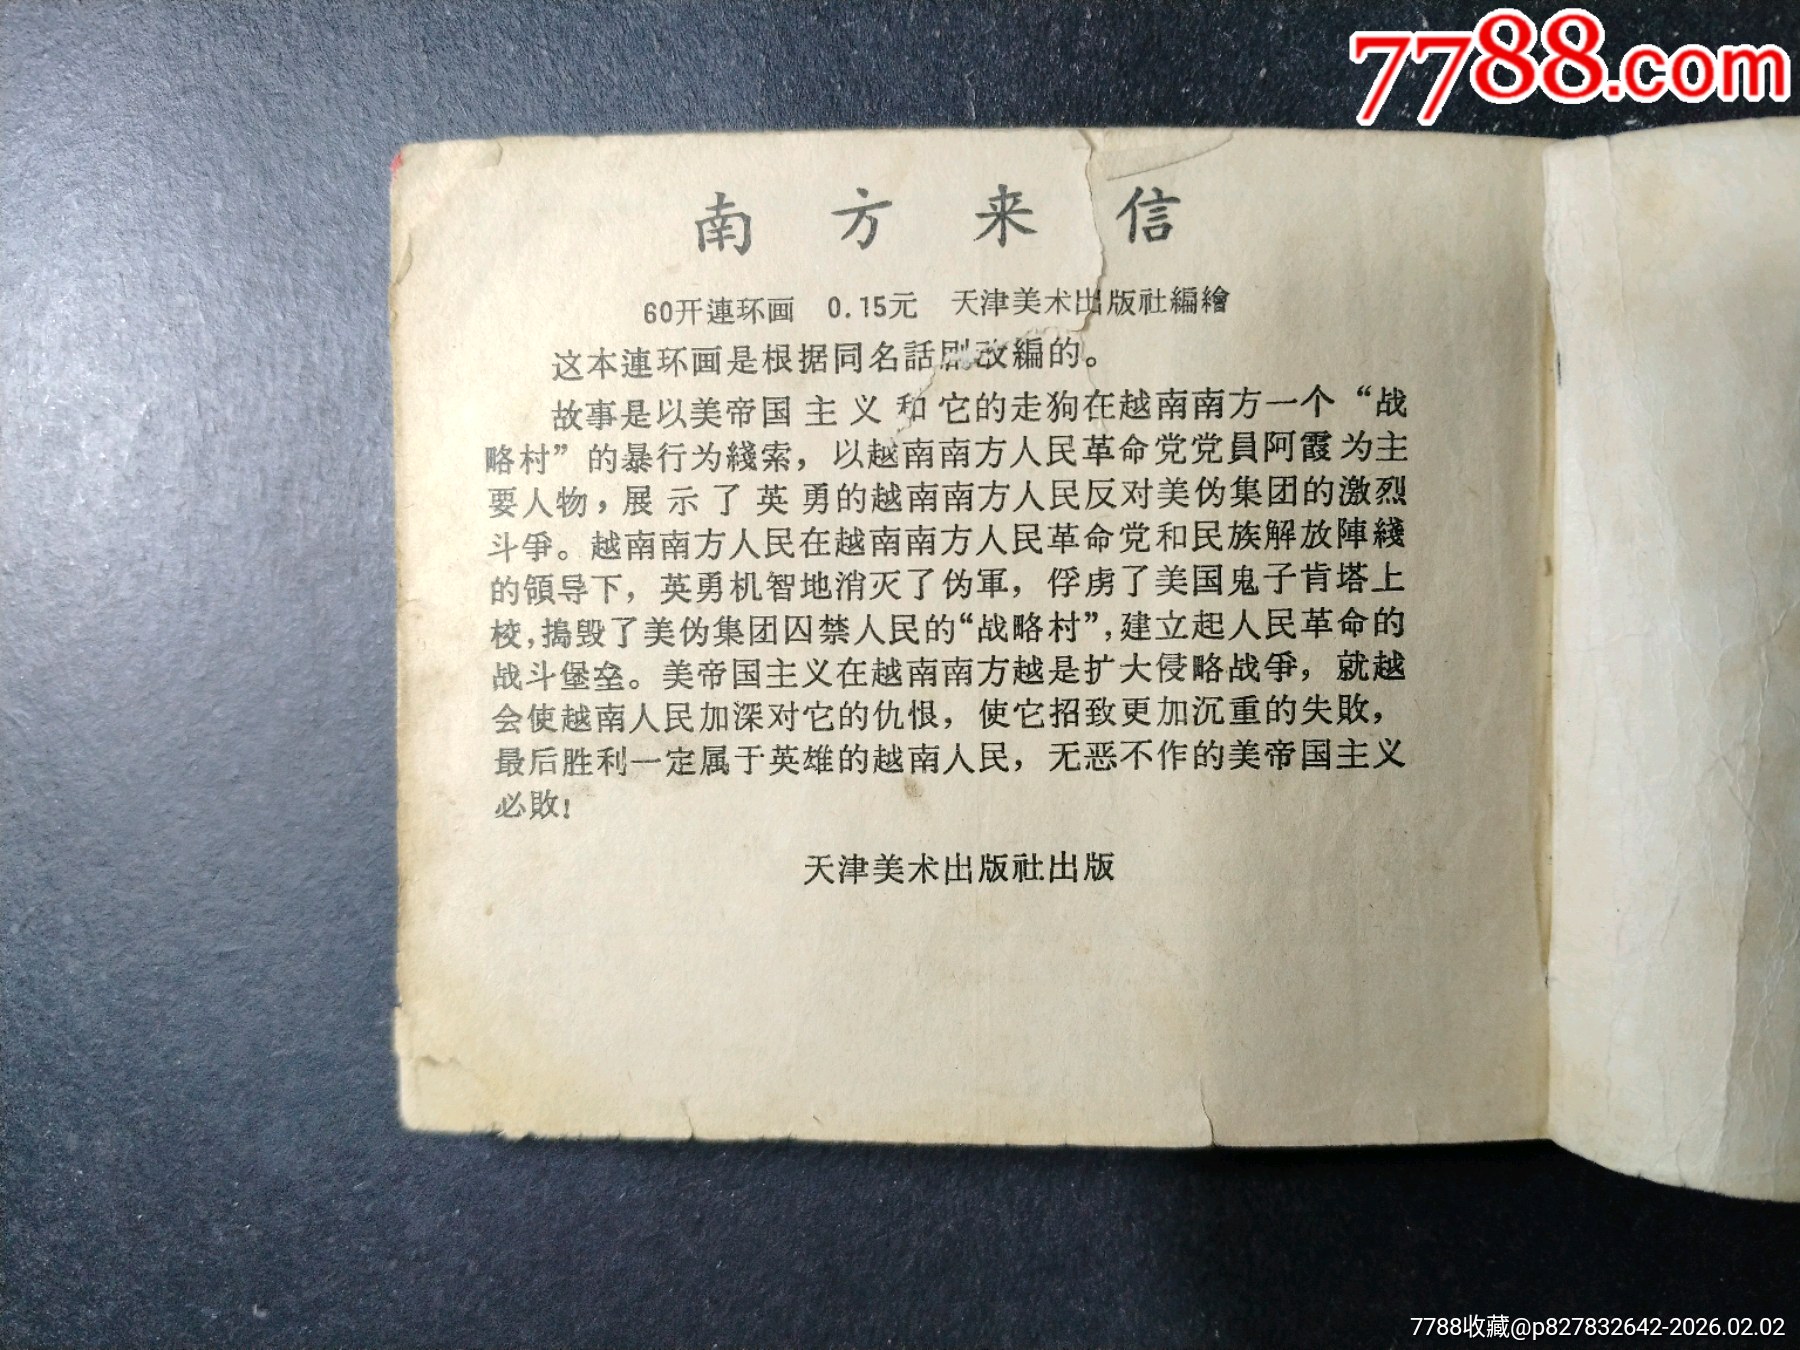 7788.com
南方来信
60开連环画 0.15元 天津美术出版社編繪
这本連环画是根据同名話剧改編的。
故事是以美帝国主义和它的走狗在越南南方一个“战
略村”的暴行为綫索，以越南南方人民革命党党員阿霞为主
要人物，展示了英勇的越南南方人民反对美伪集团的激烈
斗爭。越南南方人民在越南南方人民革命党和民族解放陣綫
的領导下，英勇机智地消灭了伪軍，俘虏了美国鬼子肯塔上
校，搗毁了美伪集团囚禁人民的“战略村”，建立起人民革命的
战斗堡垒。美帝国主义在越南南方越是扩大侵略战爭，就越
会使越南人民加深对它的仇恨，使它招致更加沉重的失敗，
最后胜利一定属于英雄的越南人民，无恶不作的美帝国主义
必敗！
天津美术出版社出版
7788收藏@p827832642-2026.02.02